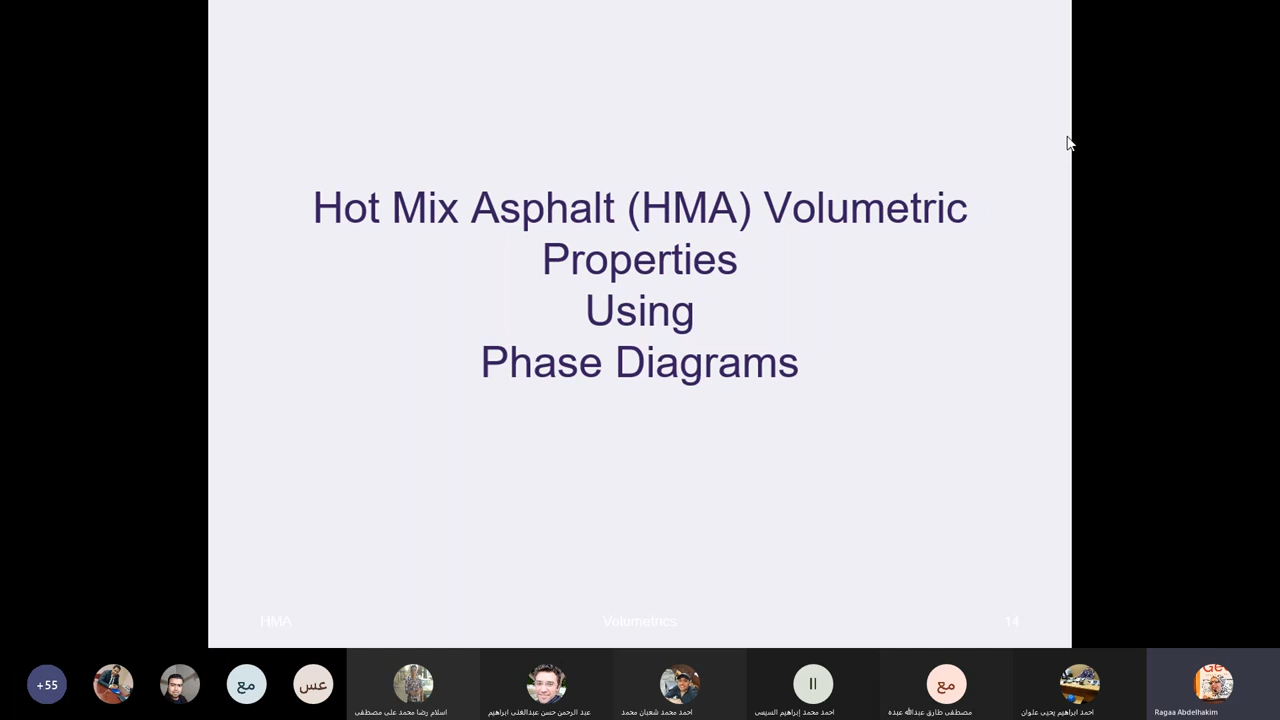 Hot Mix Asphalt (HMA) Volumetric
Properties
Using
Phase Diagrams
HMA
Volumetrics
14
+55
مع
عس
اسلام رضا محمد على مصطفى
عبد الرحمن حسن عبدالغنى ابراهيم
احمد محمد شعبان محمد
احمد محمد إبراهيم السيسى
مصطفى طارق عبدالله عبده
احمد ابراهيم يحيى علوان
Ragaa Abdelhakim
اا
مع